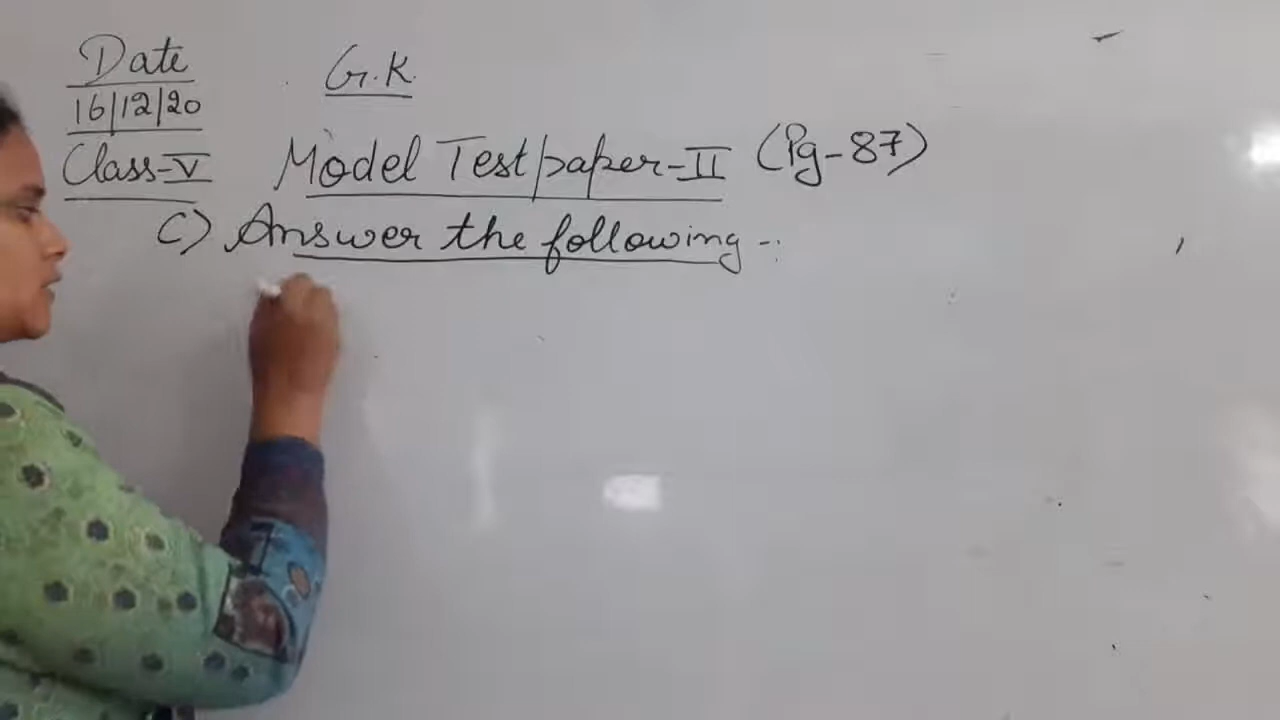 Date
16/12/20
G.K.
Class-V
Model Test paper-II (Pg-87)
C) Answer the following -: